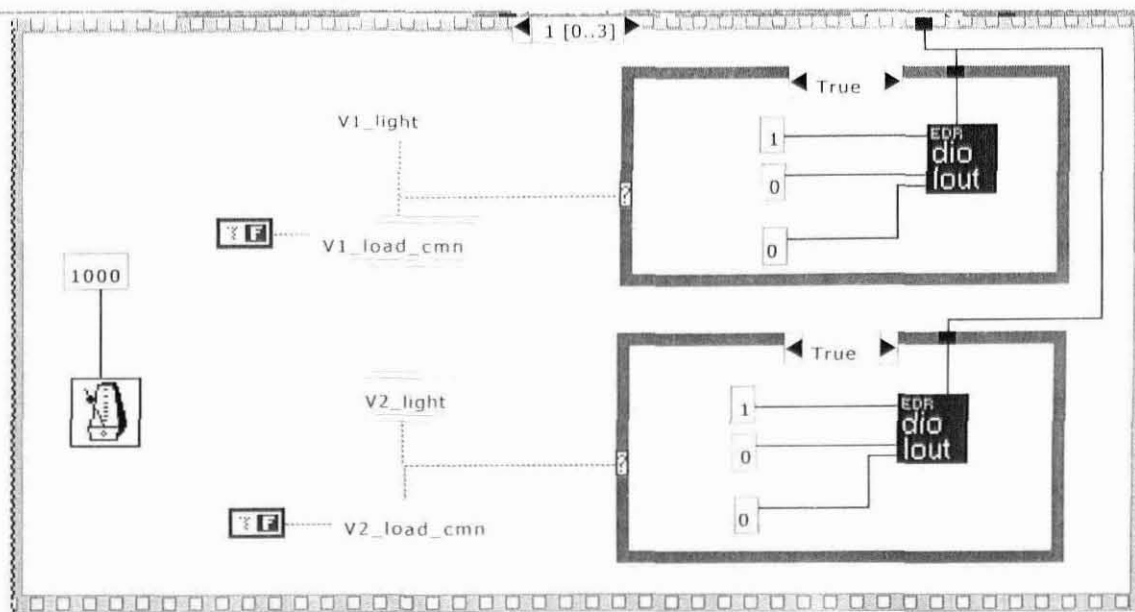 1 [0..3]
True
V1_light
EDR
dio
Iout
1
0
0
?
F
V1_load_cmn
1000
True
V2_light
EDR
dio
Iout
1
0
0
?
F
V2_load_cmn